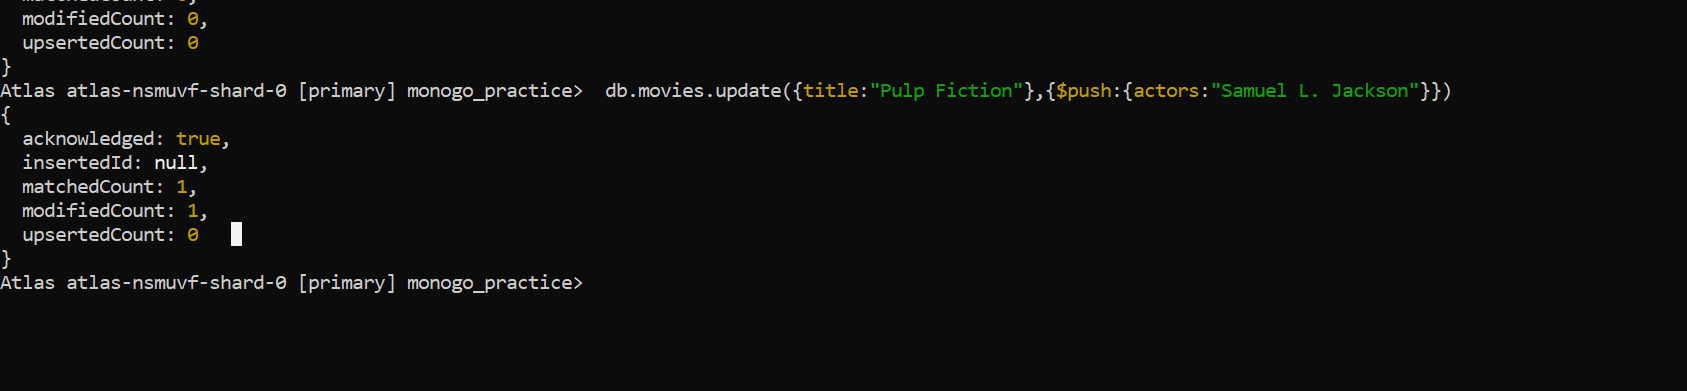 modifiedCount: 0,
upsertedCount: 0
}
Atlas atlas-nsmuvf-shard-0 [primary] monogo_practice>  db.movies.update({title:"Pulp Fiction"},{$push:{actors:"Samuel L. Jackson"}})
{
acknowledged: true,
insertedId: null,
matchedCount: 1,
modifiedCount: 1,
upsertedCount: 0
}
Atlas atlas-nsmuvf-shard-0 [primary] monogo_practice>